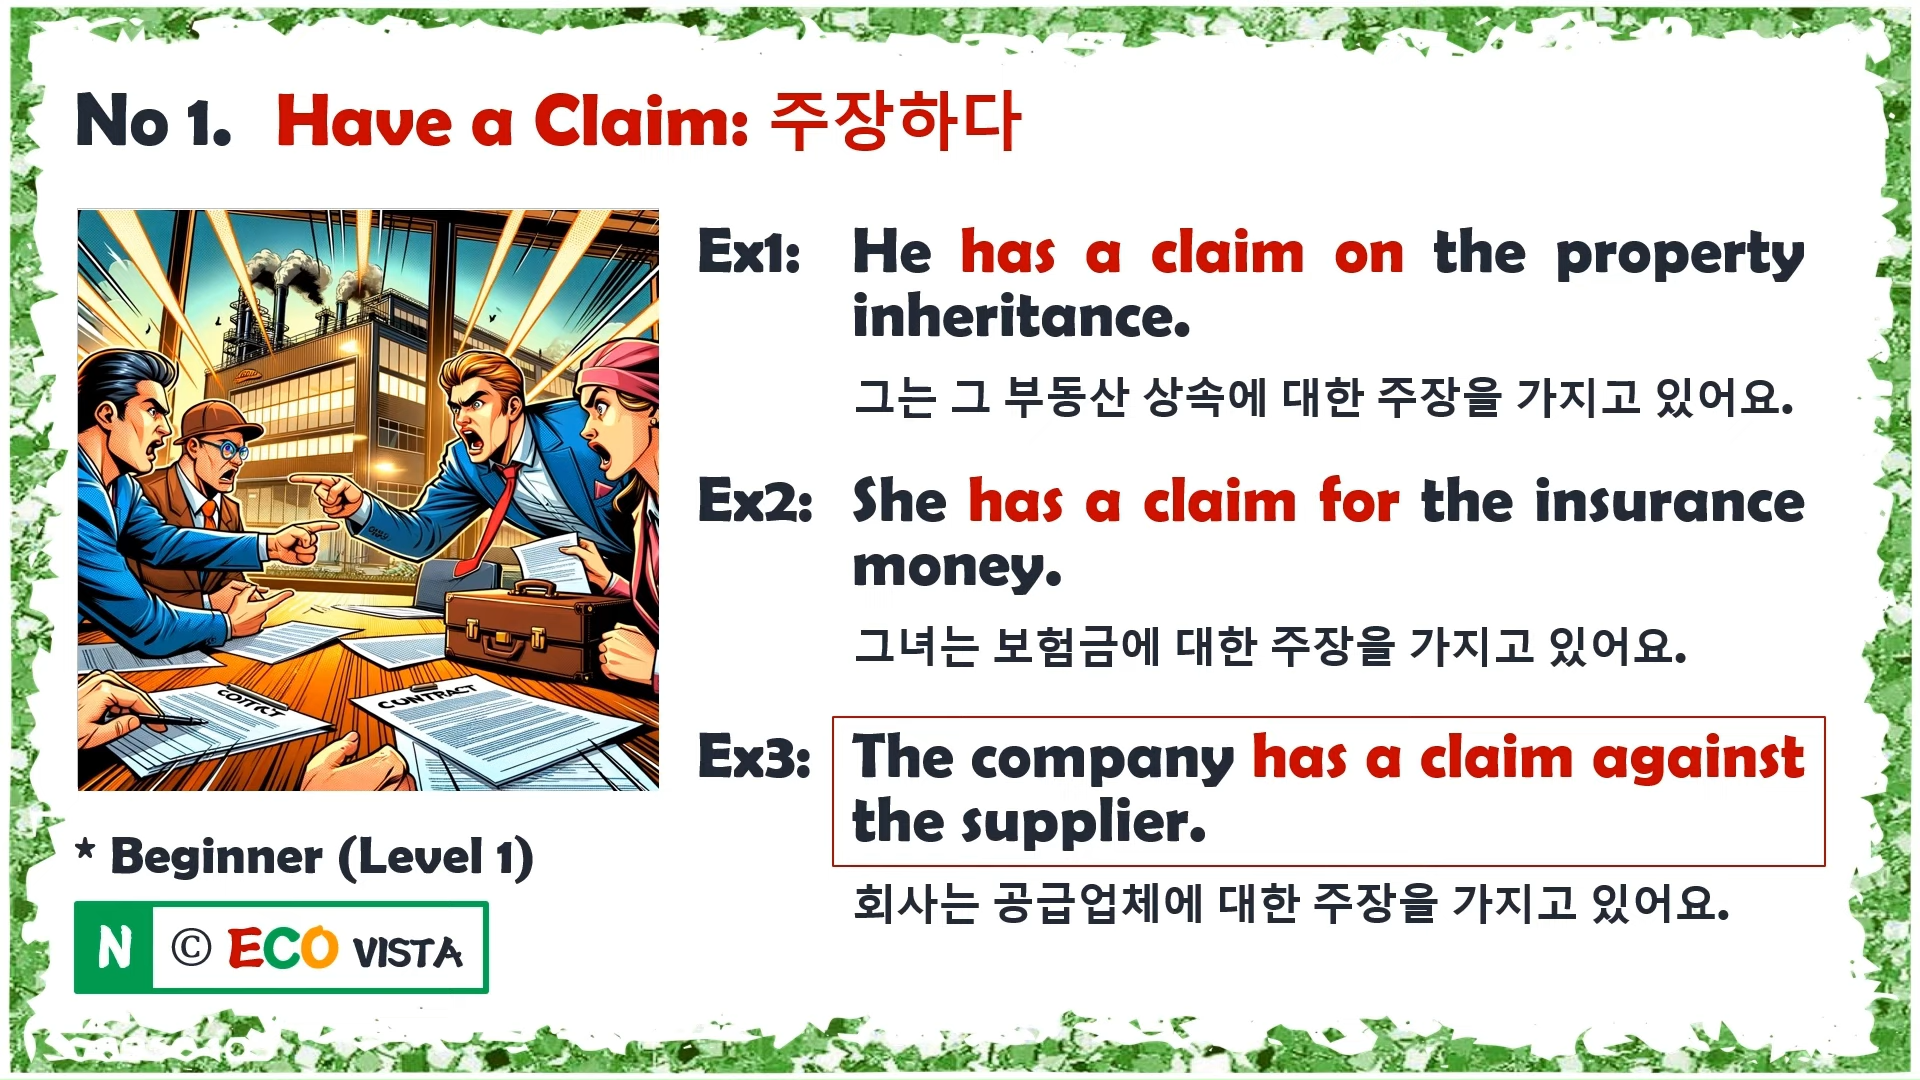 No 1. Have a Claim: 주장하다
Ex1: He has a claim on the property
inheritance.
그는 그 부동산 상속에 대한 주장을 가지고 있어요.
Ex2: She has a claim for the insurance
money.
그녀는 보험금에 대한 주장을 가지고 있어요.
Ex3: The company has a claim against
the supplier.
회사는 공급업체에 대한 주장을 가지고 있어요.
CONTRACT
* Beginner (Level 1)
N © ECO VISTA